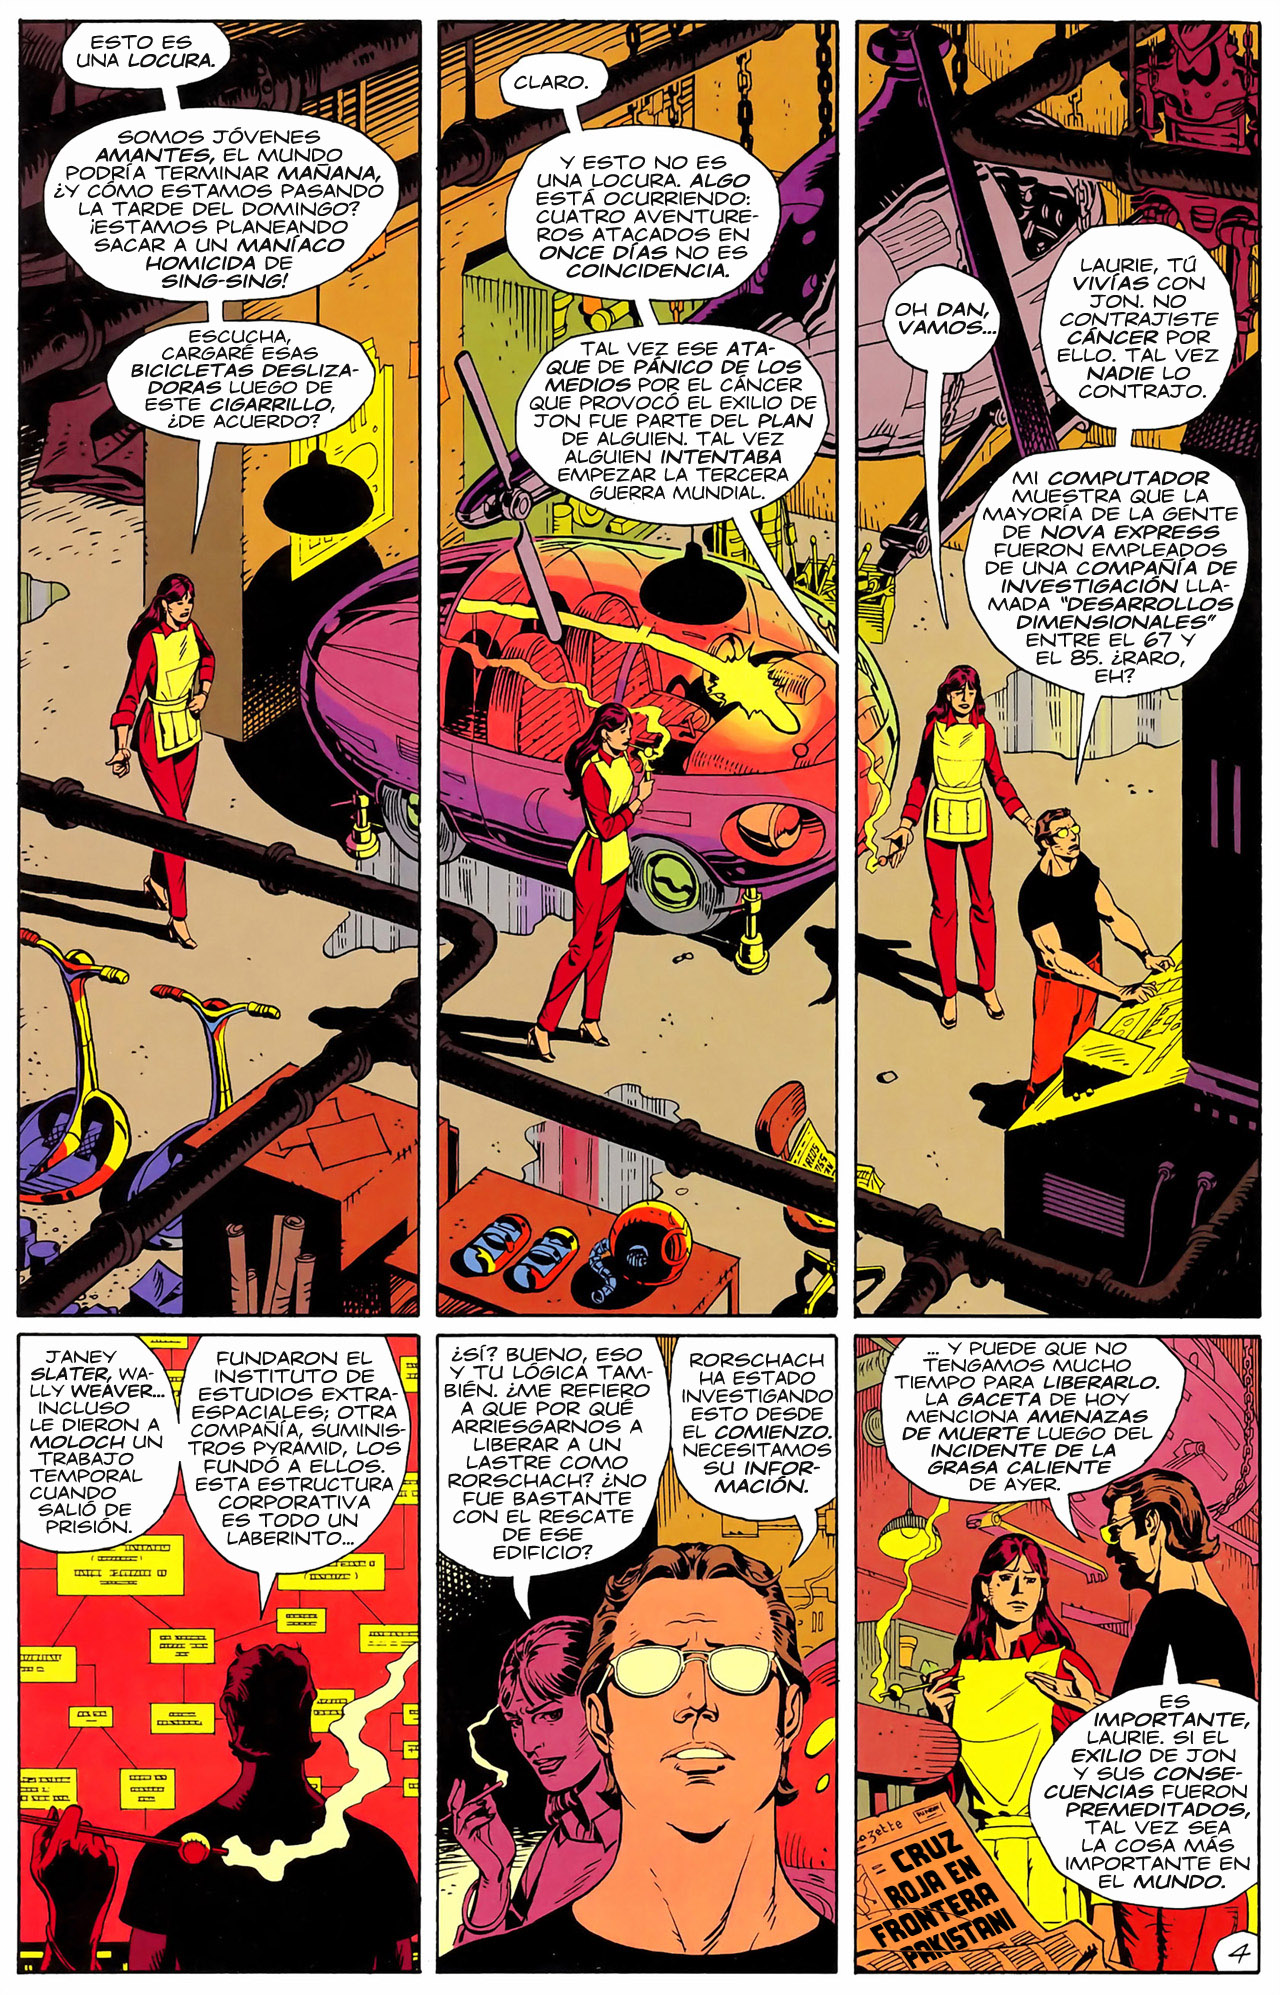 ESTO ES
UNA LOCURA.
SOMOS JÓVENES
AMANTES, EL MUNDO
PODRÍA TERMINAR MAÑANA,
¿Y CÓMO ESTAMOS PASANDO
LA TARDE DEL DOMINGO?
¡ESTAMOS PLANEANDO
SACAR A UN MANÍACO
HOMICIDA DE
SING-SING!
ESCUCHA,
CARGARÉ ESAS
BICICLETAS DESLIZA-
DORAS LUEGO DE
ESTE CIGARRILLO,
¿DE ACUERDO?
CLARO.
Y ESTO NO ES
UNA LOCURA. ALGO
ESTÁ OCURRIENDO:
CUATRO AVENTURE-
ROS ATACADOS EN
ONCE DÍAS NO ES
COINCIDENCIA.
TAL VEZ ESE ATA-
QUE DE PÁNICO DE LOS
MEDIOS POR EL CÁNCER
QUE PROVOCÓ EL EXILIO DE
JON FUE PARTE DEL PLAN
DE ALGUIEN. TAL VEZ
ALGUIEN INTENTABA
EMPEZAR LA TERCERA
GUERRA MUNDIAL.
OH DAN,
VAMOS...
LAURIE, TÚ
VIVÍAS CON
JON. NO
CONTRAJISTE
CÁNCER POR
ELLO. TAL VEZ
NADIE LO
CONTRAJO.
MI COMPUTADOR
MUESTRA QUE LA
MAYORÍA DE LA GENTE
DE NOVA EXPRESS
FUERON EMPLEADOS
DE UNA COMPAÑÍA DE
INVESTIGACIÓN LLA-
MADA "DESARROLLOS
DIMENSIONALES"
ENTRE EL 67 Y
EL 85. ¿RARO,
EH?
JANEY
SLATER, WA-
LLY WEAVER...
INCLUSO
LE DIERON A
MOLOCH UN
TRABAJO
TEMPORAL
CUANDO
SALIÓ DE
PRISIÓN.
FUNDARON EL
INSTITUTO DE
ESTUDIOS EXTRA-
ESPACIALES; OTRA
COMPAÑÍA, SUMINIS-
TROS PYRAMID, LOS
FUNDÓ A ELLOS.
ESTA ESTRUCTURA
CORPORATIVA
ES TODO UN
LABERINTO...
¿SÍ? BUENO, ESO
Y TU LÓGICA TAM-
BIÉN. ¿ME REFIERO
A QUE POR QUÉ
ARRIESGARNOS A
LIBERAR A UN
LASTRE COMO
RORSCHACH? ¿NO
FUE BASTANTE
CON EL RESCATE
DE ESE
EDIFICIO?
RORSCHACH
HA ESTADO
INVESTIGANDO
ESTO DESDE
EL COMIENZO.
NECESITAMOS
SU INFOR-
MACIÓN.
... Y PUEDE QUE NO
TENGAMOS MUCHO
TIEMPO PARA LIBERARLO.
LA GACETA DE HOY
MENCIONA AMENAZAS
DE MUERTE LUEGO DEL
INCIDENTE DE LA
GRASA CALIENTE
DE AYER.
ES
IMPORTANTE,
LAURIE. SI EL
EXILIO DE JON
Y SUS CONSE-
CUENCIAS FUERON
PREMEDITADOS,
TAL VEZ SEA
LA COSA MÁS
IMPORTANTE EN
EL MUNDO.
azette
CRUZ
ROJA EN
FRONTERA
PAKISTANI
4